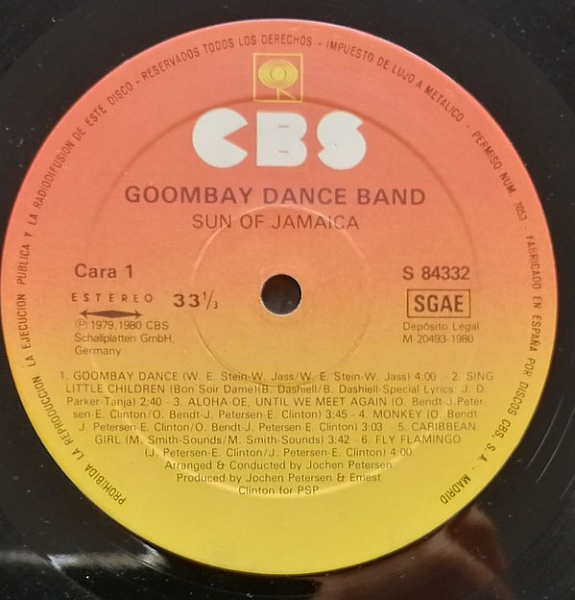 PROHIBIDA LA REPRODUCCION, LA EJECUCION PUBLICA Y LA RADIODIFUSION DE ESTE DISCO - RESERVADOS TODOS LOS DERECHOS - IMPUESTO DE LUJO A METALICO - PERMISO NUM. 1053 - FABRICADO EN ESPAÑA POR DISCOS CBS, S. A. - MADRID
CBS
GOOMBAY DANCE BAND
SUN OF JAMAICA
Cara 1
S 84332
ESTEREO 33 1/3
SGAE
Ⓟ 1979, 1980 CBS
Schallplatten GmbH,
Germany
Depósito Legal
M 20493-1980
1. GOOMBAY DANCE (W. E. Stein-W. Jass/W. E. Stein-W. Jass) 4:00 - 2. SING
LITTLE CHILDREN (Bon Soir Dame)(B. Dashiell/B. Dashiell-Special Lyrics: J. D.
Parker-Tanja) 2:40 - 3. ALOHA-OE, UNTIL WE MEET AGAIN (O. Bendt-J. Peter-
sen-E. Clinton/O. Bendt-J. Petersen-E. Clinton) 3:45 - 4. MONKEY (O. Bendt-
J. Petersen-E. Clinton/O. Bendt-J. Petersen-E. Clinton) 3:03 - 5. CARIBBEAN
GIRL (M. Smith-Sounds/M. Smith-Sounds) 3:42 - 6. FLY FLAMINGO
(J. Petersen-E. Clinton/J. Petersen-E. Clinton) 4:00
Arranged & Conducted by Jochen Petersen
Produced by Jochen Petersen & Ernest
Clinton for PSP